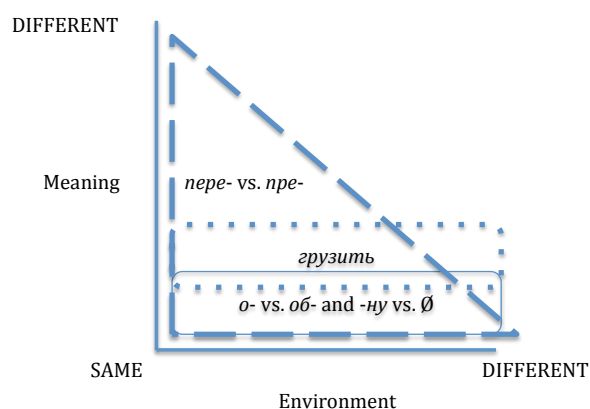 DIFFERENT
Meaning
пере- vs. пре-
грузить
о- vs. об- and -ну vs. Ø
SAME
DIFFERENT
Environment